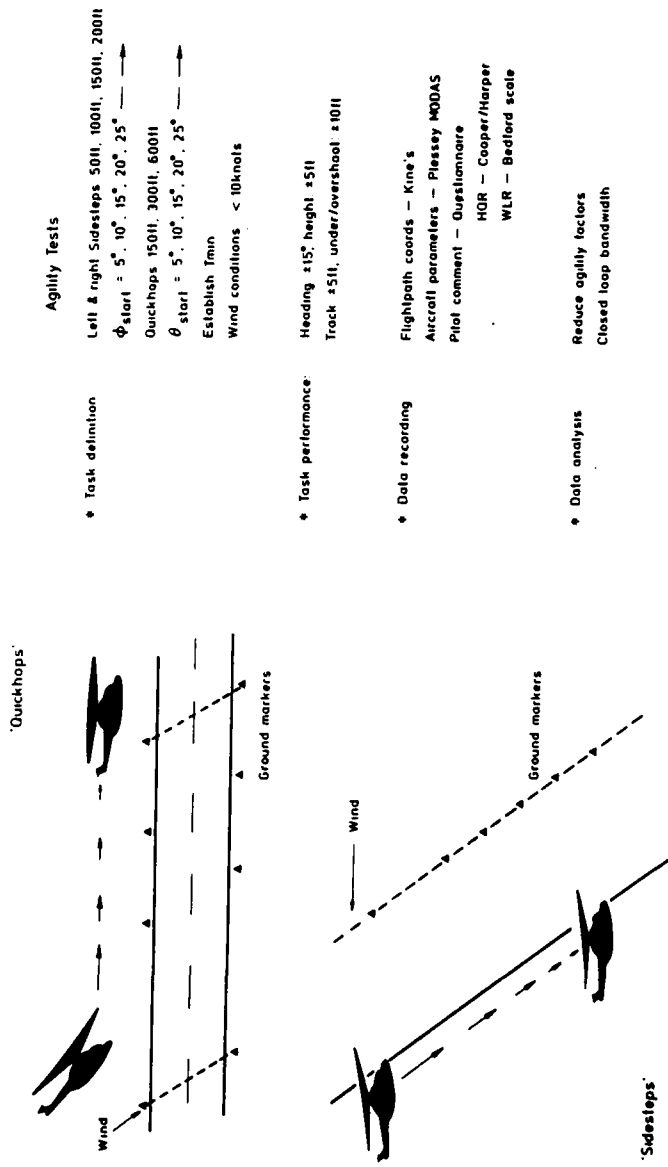 'Quickhops'
Wind
Ground markers
Wind
Ground markers
'Sidesteps'
Agility Tests
* Task definition Left & right Sidesteps 50ft, 100ft, 150ft, 200ft
ϕstart = 5°, 10°, 15°, 20°, 25° →
Quickhops 150ft, 300ft, 600ft
θstart = 5°, 10°, 15°, 20°, 25° →
Establish Tmin
Wind conditions < 10knots
* Task performance: Heading ±15°, height ±5ft
Track ±5ft, under/overshoot: ±10ft
* Data recording Flightpath coords – Kine's
Aircraft parameters – Plessey MODAS
Pilot comment – Questionnaire
HQR – Cooper/Harper
WLR – Bedford scale
* Data analysis Reduce agility factors
Closed loop bandwidth